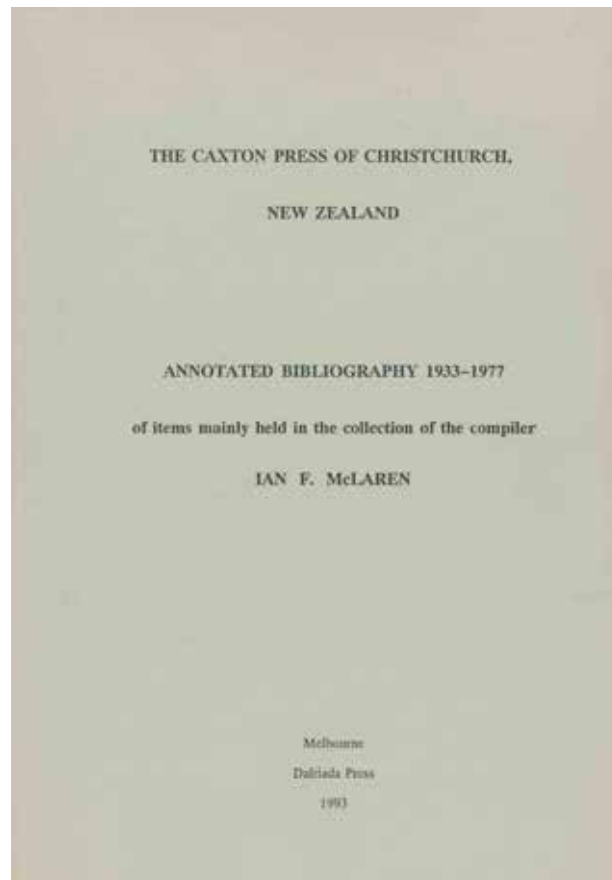 THE CAXTON PRESS OF CHRISTCHURCH,
NEW ZEALAND
ANNOTATED BIBLIOGRAPHY 1933–1977
of items mainly held in the collection of the compiler
IAN F. McLAREN
Melbourne
Dalriada Press
1993